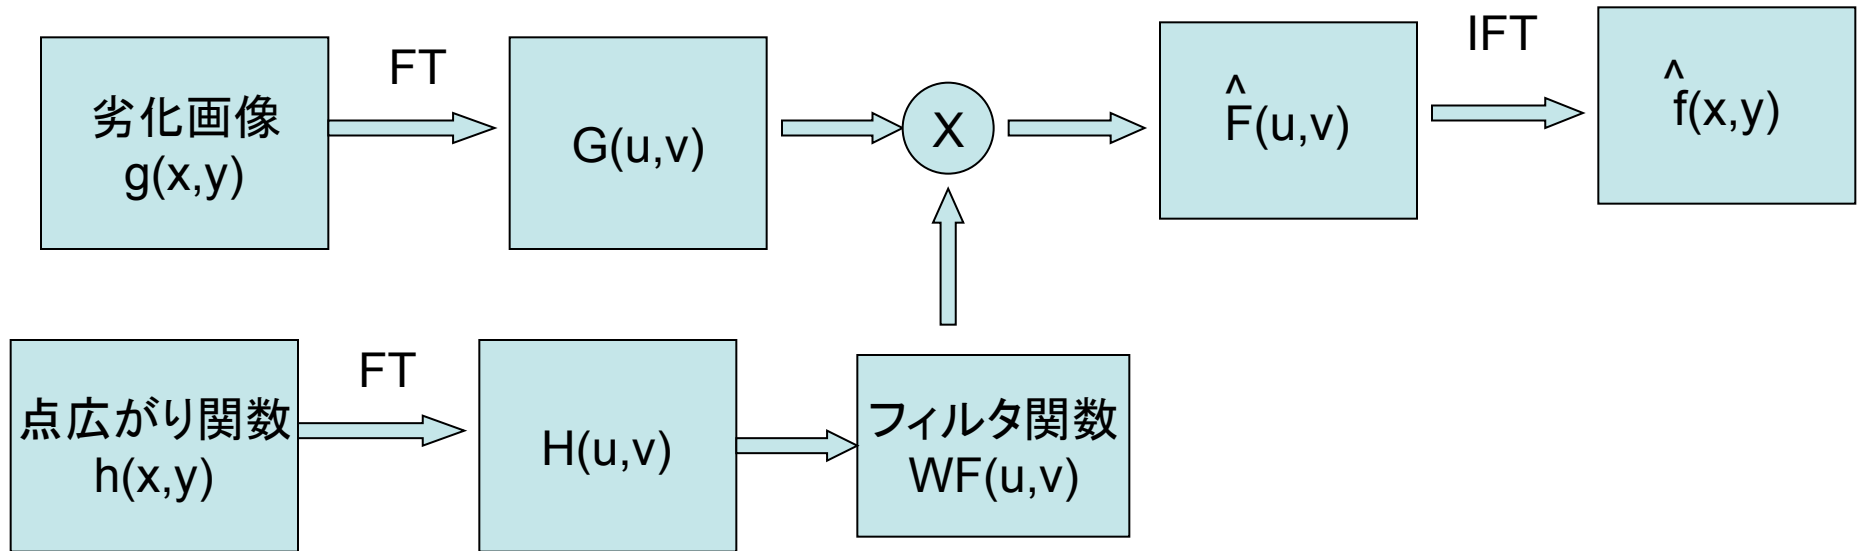 劣化画像
g(x,y)
FT
G(u,v)
X
^
F(u,v)
IFT
^
f(x,y)
点広がり関数
h(x,y)
FT
H(u,v)
フィルタ関数
WF(u,v)